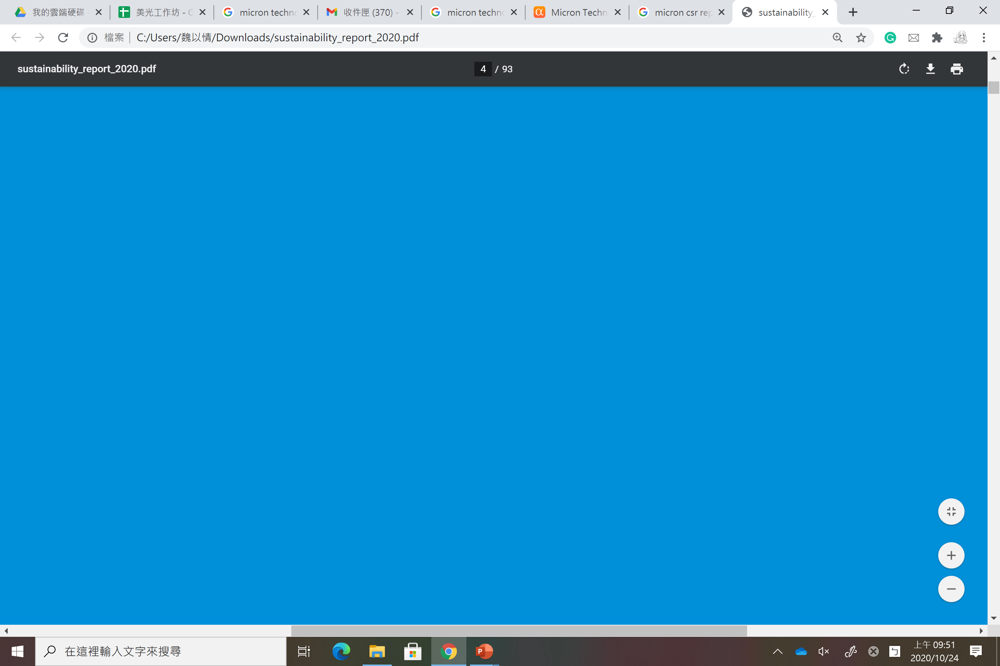 我的雲端硬碟 -
美光工作坊 - G
micron techno
收件匣 (370) -
micron techno
Micron Techn
micron csr rep
sustainability_
檔案
C:/Users/魏以情/Downloads/sustainability_report_2020.pdf
sustainability_report_2020.pdf
4 / 93
在這裡輸入文字來搜尋
上午 09:51
2020/10/24